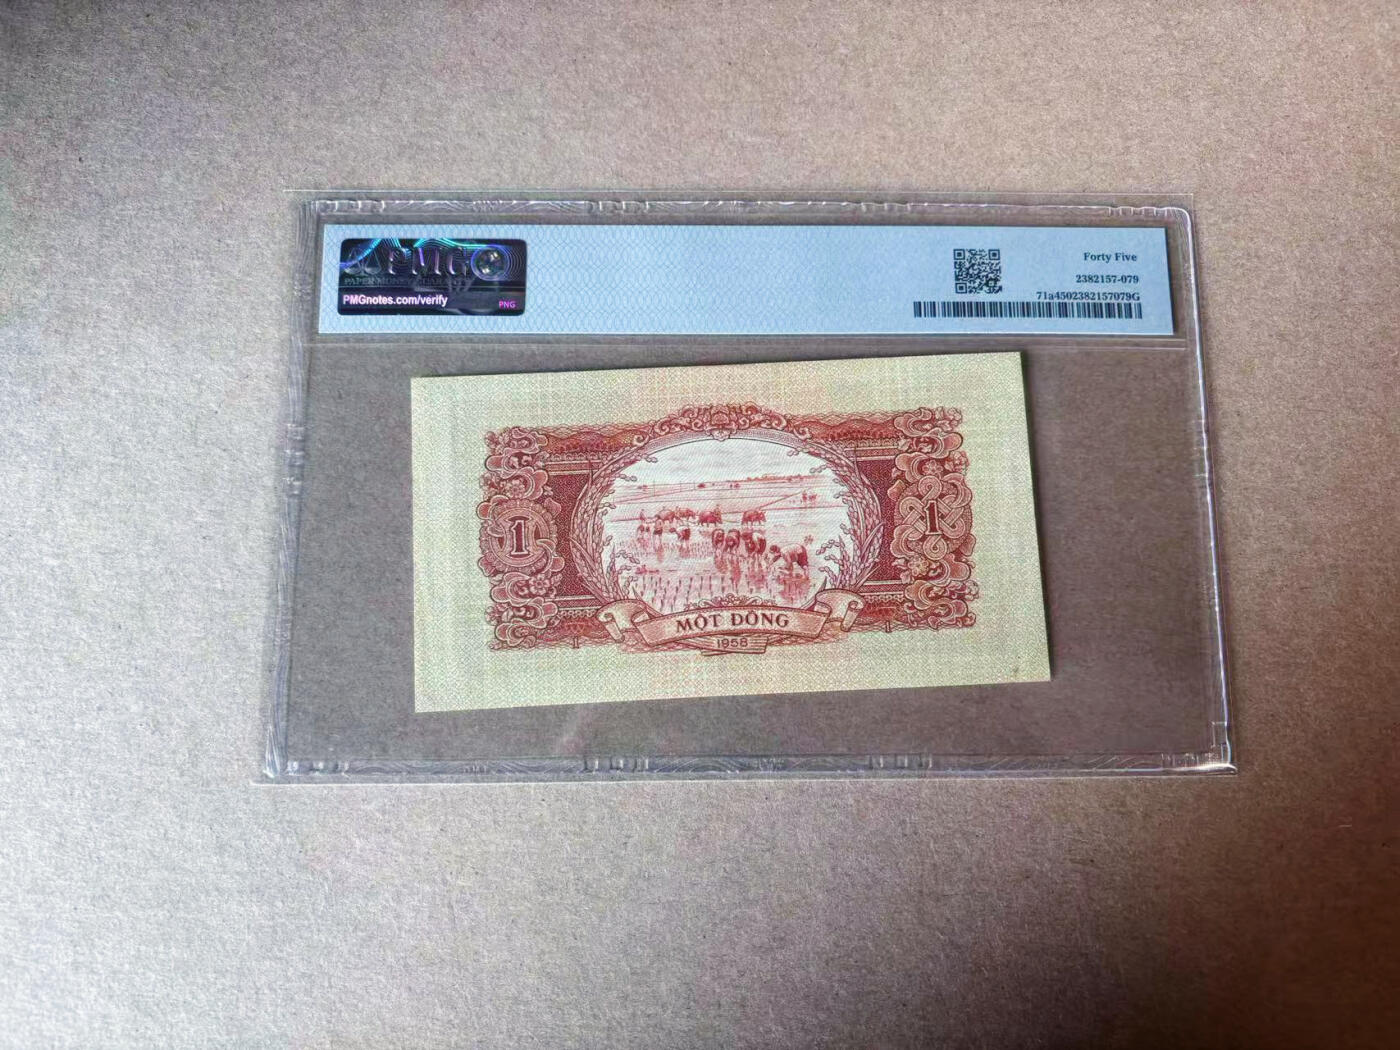 PMG
PAPER MONEY GUARANTY
PMGnotes.com/verify
PNG
Forty Five
2382157-079
71a4502382157079G
1
1
MỘT ĐỒNG
1958